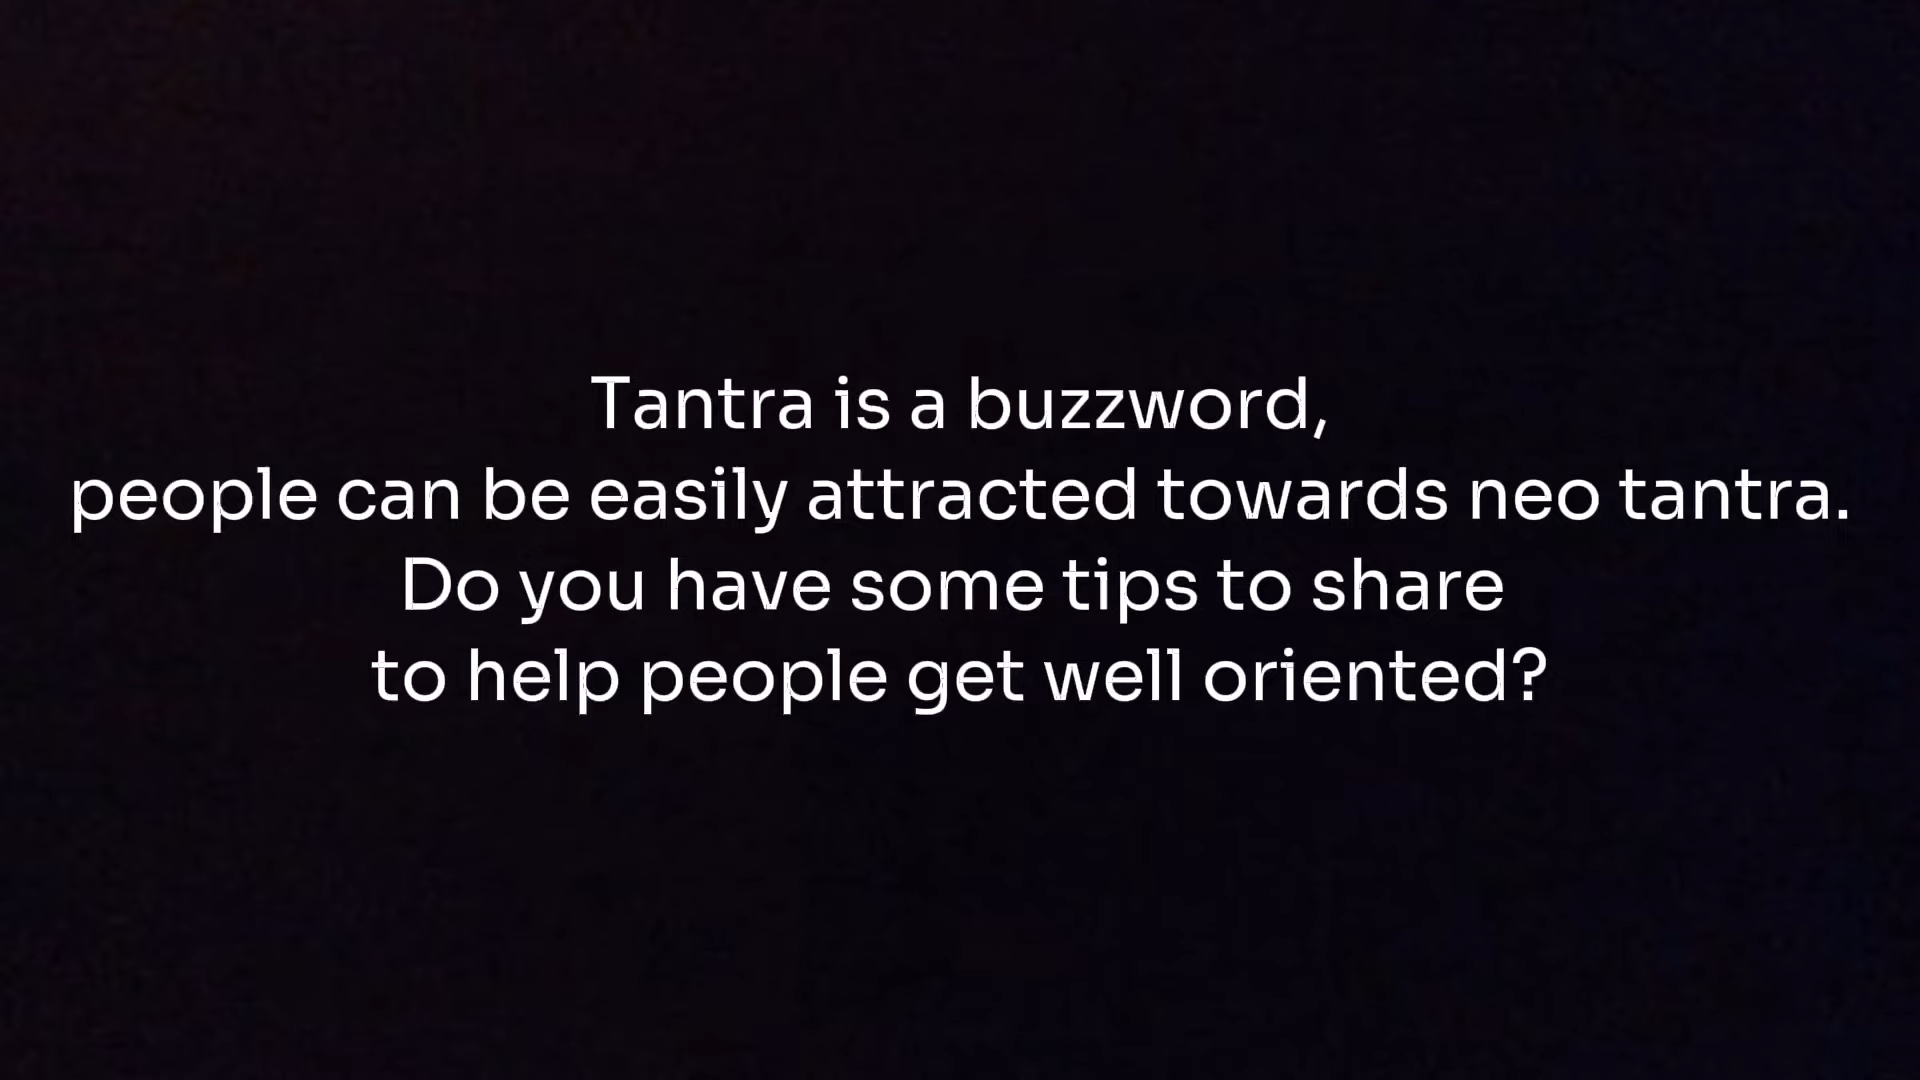 Tantra is a buzzword,
people can be easily attracted towards neo tantra.
Do you have some tips to share
to help people get well oriented?